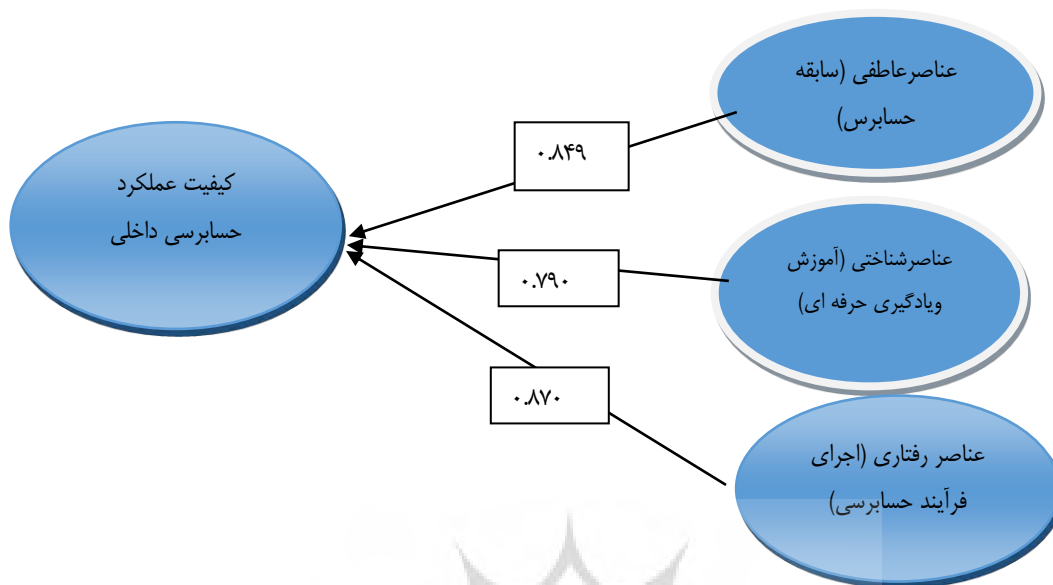 عناصرعاطفی (سابقه
حسابرس)
۰.۸۴۹
کیفیت عملکرد
حسابرسی داخلی
عناصرشناختی (آموزش
ویادگیری حرفه ای)
۰.۷۹۰
۰.۸۷۰
عناصر رفتاری (اجرای
فرآیند حسابرسی)